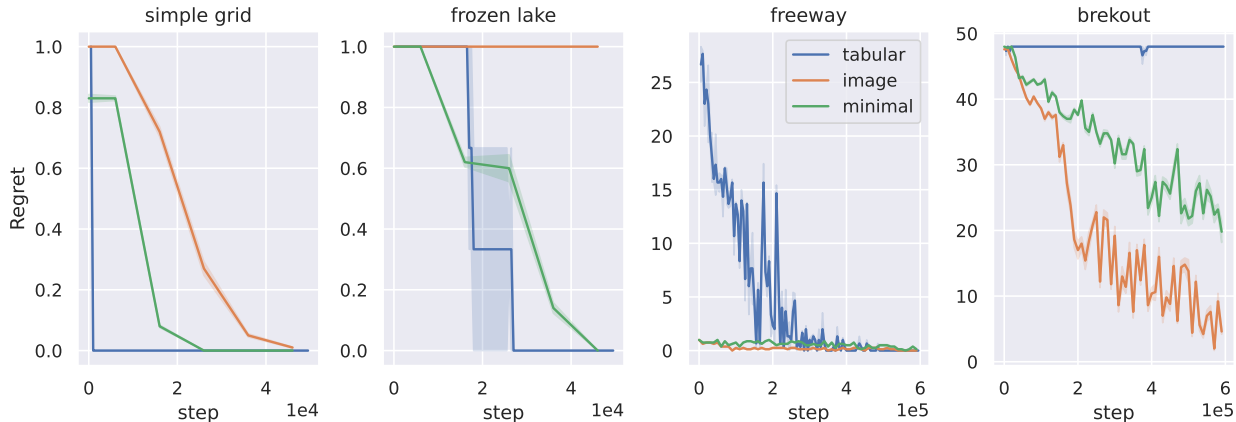 simple grid
Regret
1.0
0.8
0.6
0.4
0.2
0.0
0 2 4
step 1e4
frozen lake
1.0
0.8
0.6
0.4
0.2
0.0
0 2 4
step 1e4
freeway
tabular
image
minimal
25
20
15
10
5
0
0 2 4 6
step 1e5
brekout
50
40
30
20
10
0
0 2 4 6
step 1e5